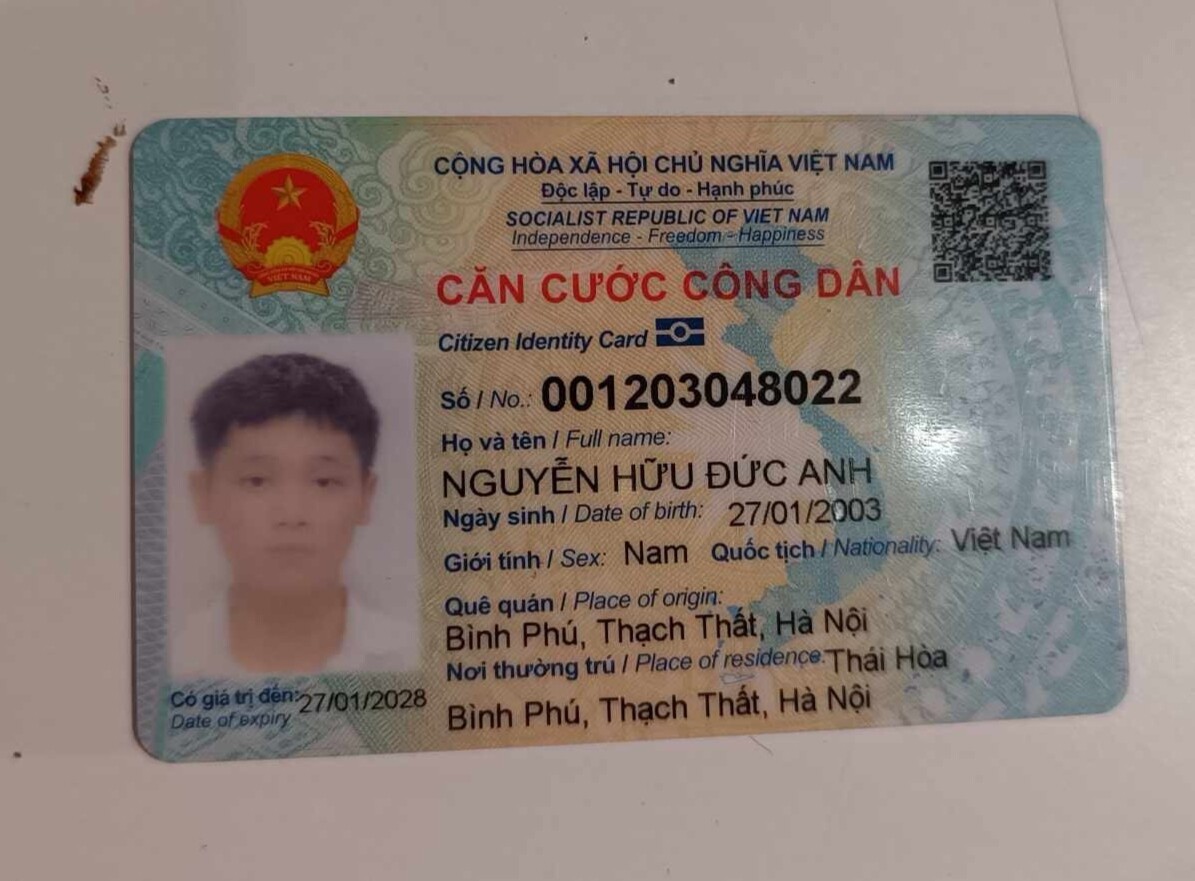 CỘNG HÒA XÃ HỘI CHỦ NGHĨA VIỆT NAM
Độc lập - Tự do - Hạnh phúc
SOCIALIST REPUBLIC OF VIET NAM
Independence - Freedom - Happiness
CĂN CƯỚC CÔNG DÂN
Citizen Identity Card
Số / No.: 001203048022
Họ và tên / Full name:
NGUYỄN HỮU ĐỨC ANH
Ngày sinh / Date of birth: 27/01/2003
Giới tính / Sex: Nam Quốc tịch / Nationality: Việt Nam
Quê quán / Place of origin:
Bình Phú, Thạch Thất, Hà Nội
Nơi thường trú / Place of residence: Thái Hòa
Bình Phú, Thạch Thất, Hà Nội
Có giá trị đến: 27/01/2028
Date of expiry
VIỆT NAM